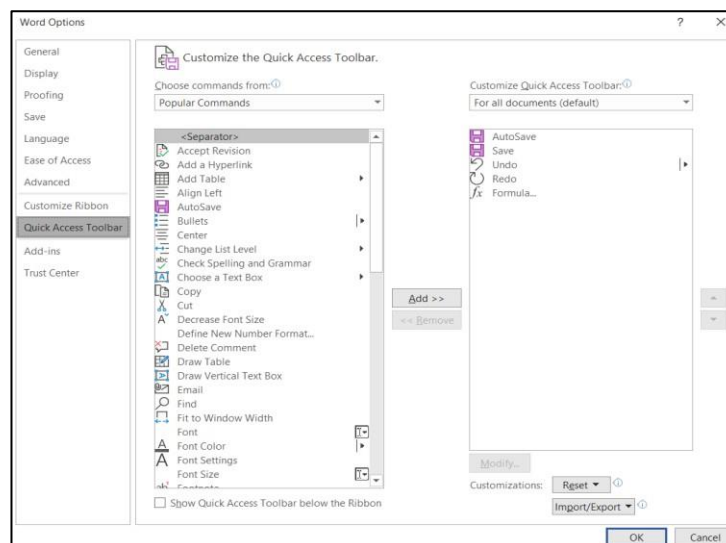 Word Options
?
General
Display
Proofing
Save
Language
Ease of Access
Advanced
Customize Ribbon
Quick Access Toolbar
Add-ins
Trust Center
Customize the Quick Access Toolbar.
Choose commands from:
Popular Commands
<Separator>
Accept Revision
Add a Hyperlink
Add Table
Align Left
AutoSave
Bullets
Center
Change List Level
Check Spelling and Grammar
Choose a Text Box
Copy
Cut
Decrease Font Size
Define New Number Format...
Delete Comment
Draw Table
Draw Vertical Text Box
Email
Find
Fit to Window Width
Font
Font Color
Font Settings
Font Size
Footnote
Show Quick Access Toolbar below the Ribbon
Add >>
<< Remove
Customize Quick Access Toolbar:
For all documents (default)
AutoSave
Save
Undo
Redo
fx Formula...
Modify...
Customizations: Reset
Import/Export
OK Cancel